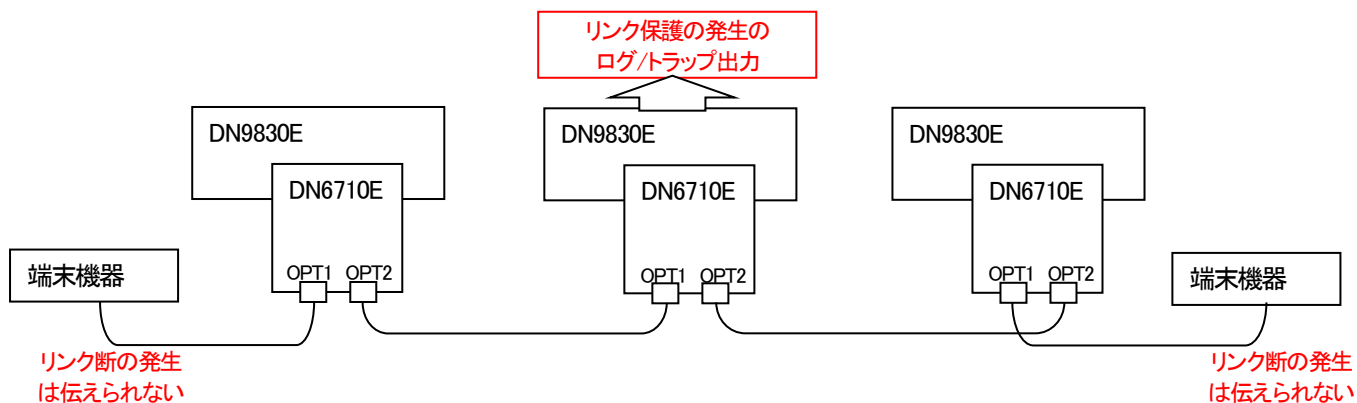 リンク保護の発生の
ログ/トラップ出力
DN9830E
DN9830E
DN9830E
DN6710E
DN6710E
DN6710E
端末機器
OPT1 OPT2
OPT1 OPT2
OPT1 OPT2
端末機器
リンク断の発生
は伝えられない
リンク断の発生
は伝えられない